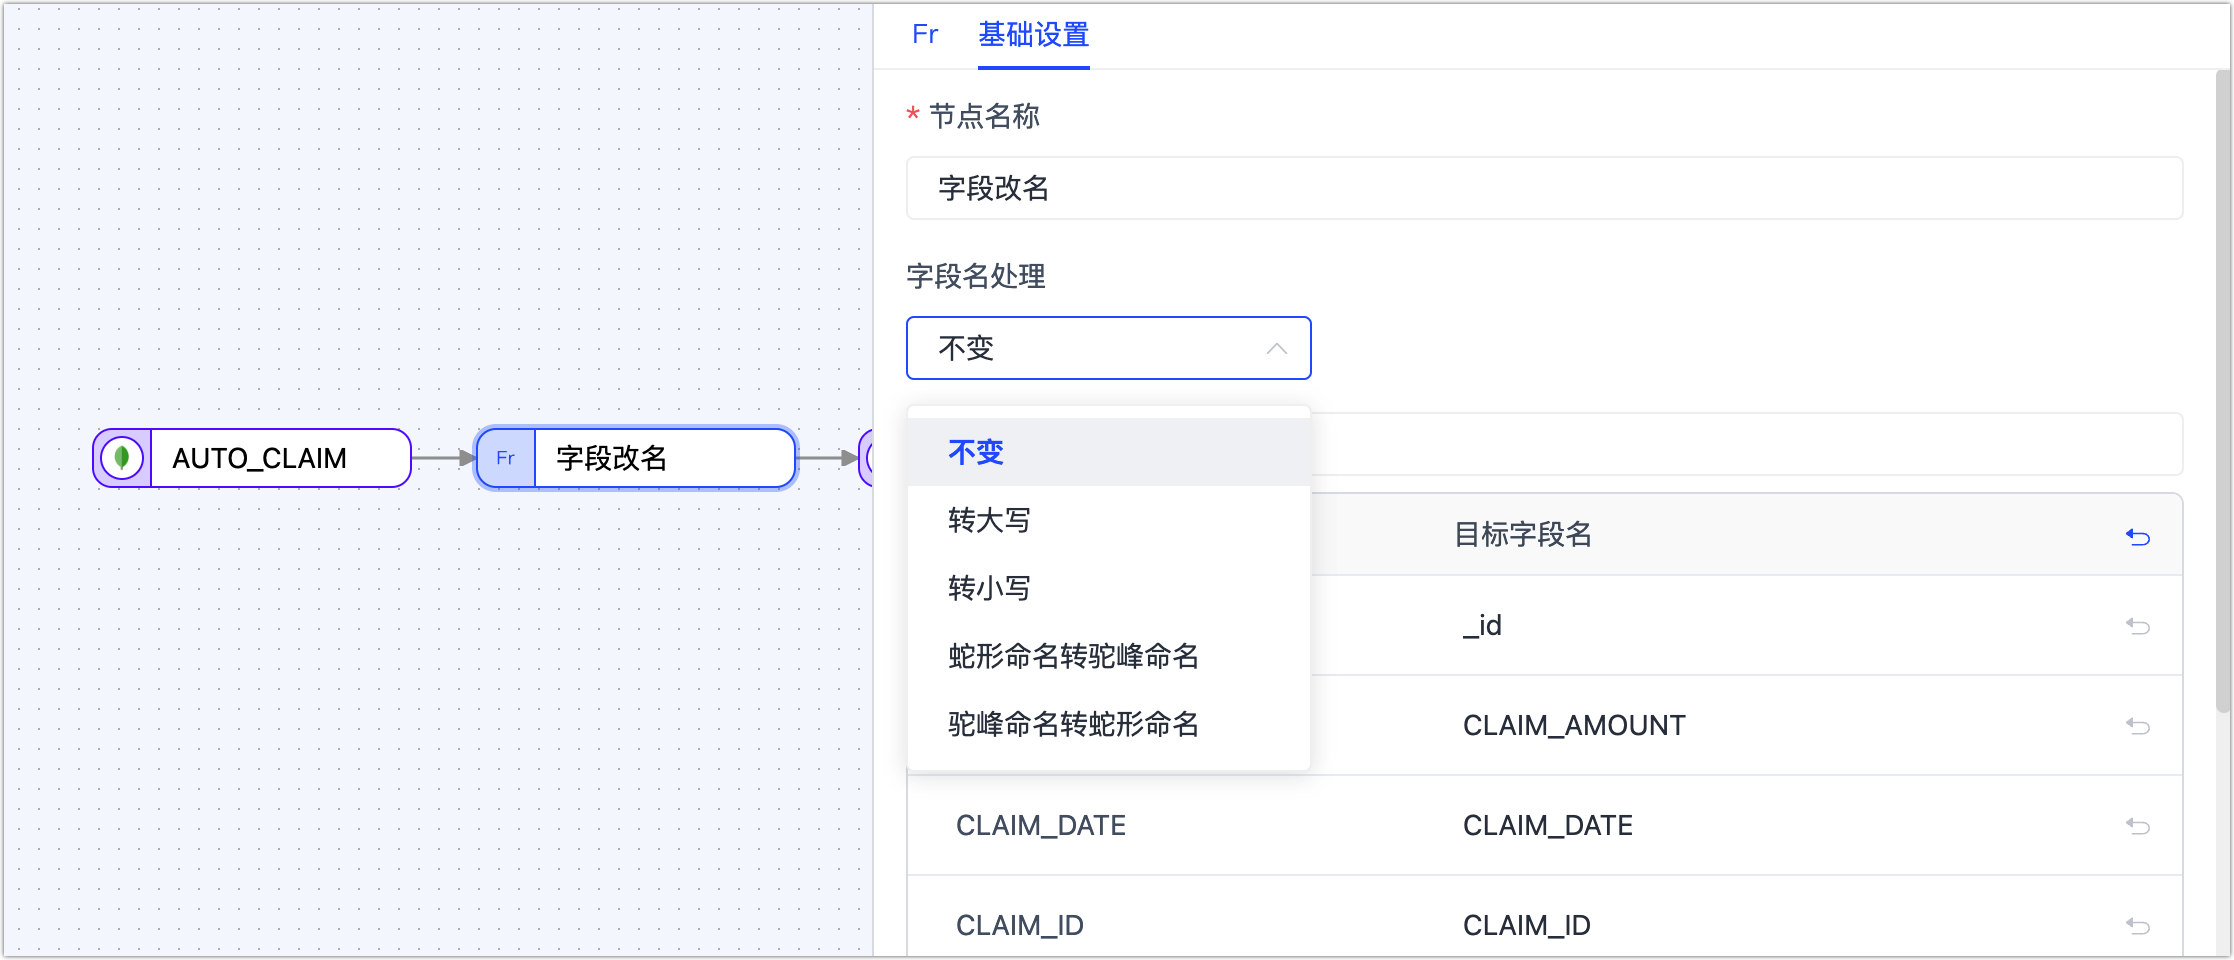 Fr 基础设置
* 节点名称
字段改名
字段名处理
不变
AUTO_CLAIM
Fr 字段改名
不变
转大写
转小写
蛇形命名转驼峰命名
驼峰命名转蛇形命名
目标字段名
_id
CLAIM_AMOUNT
CLAIM_DATE CLAIM_DATE
CLAIM_ID CLAIM_ID